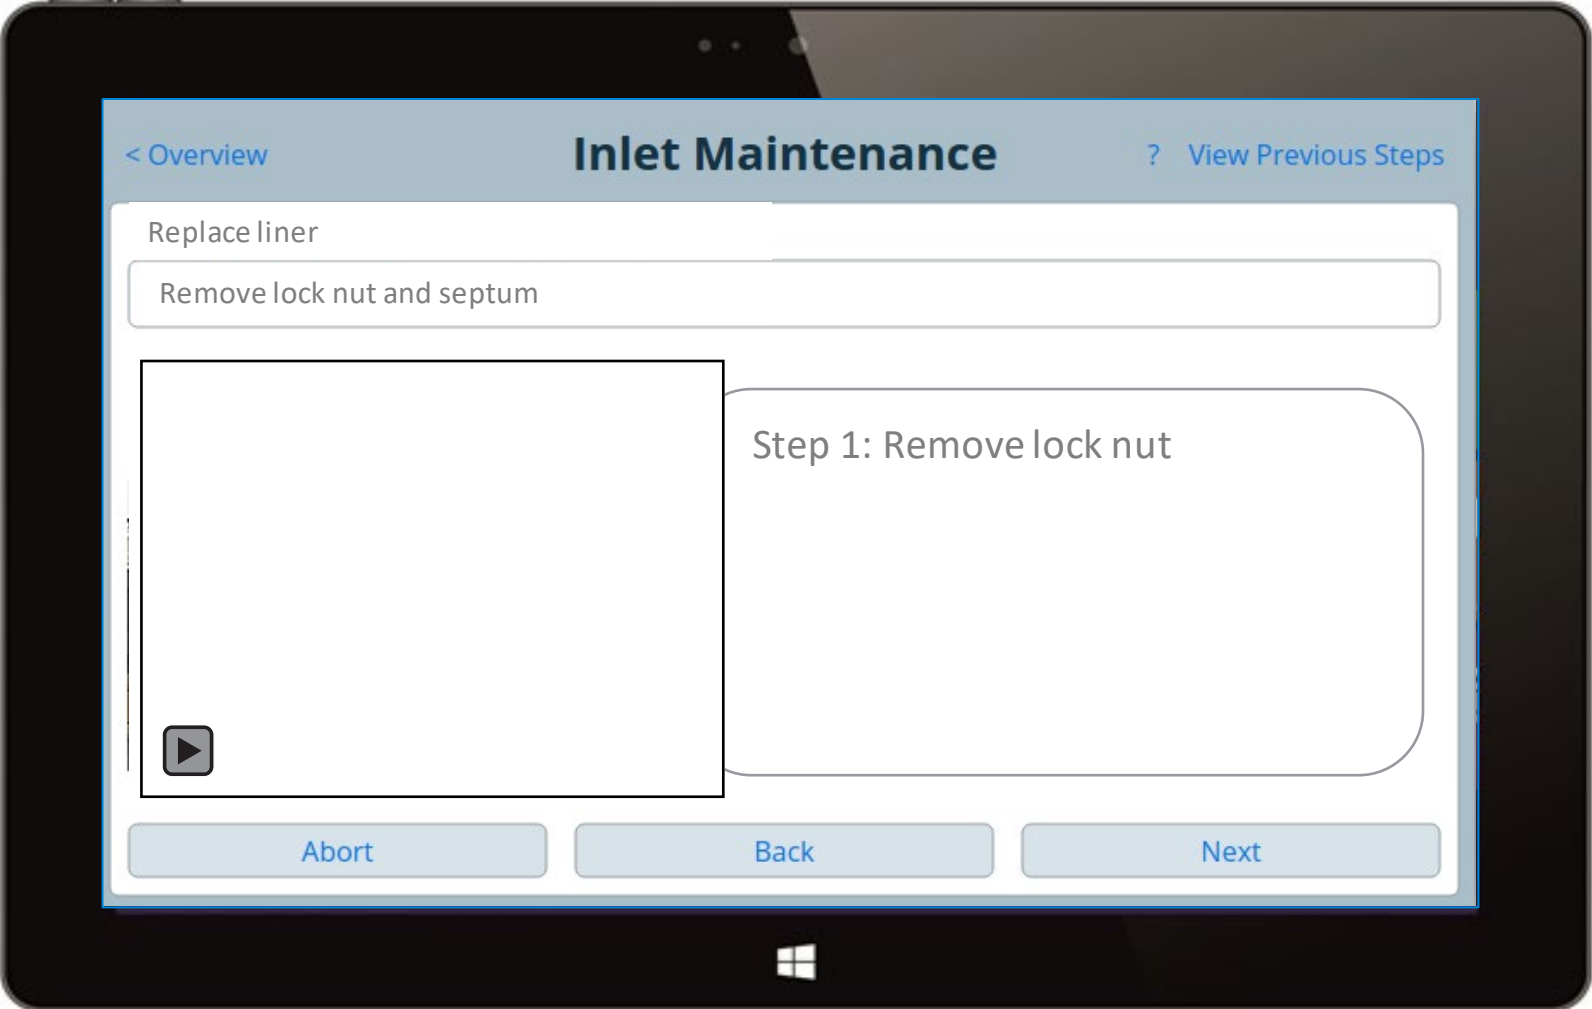 < Overview
Inlet Maintenance
? View Previous Steps
Replace liner
Remove lock nut and septum
Step 1: Remove lock nut
Abort
Back
Next